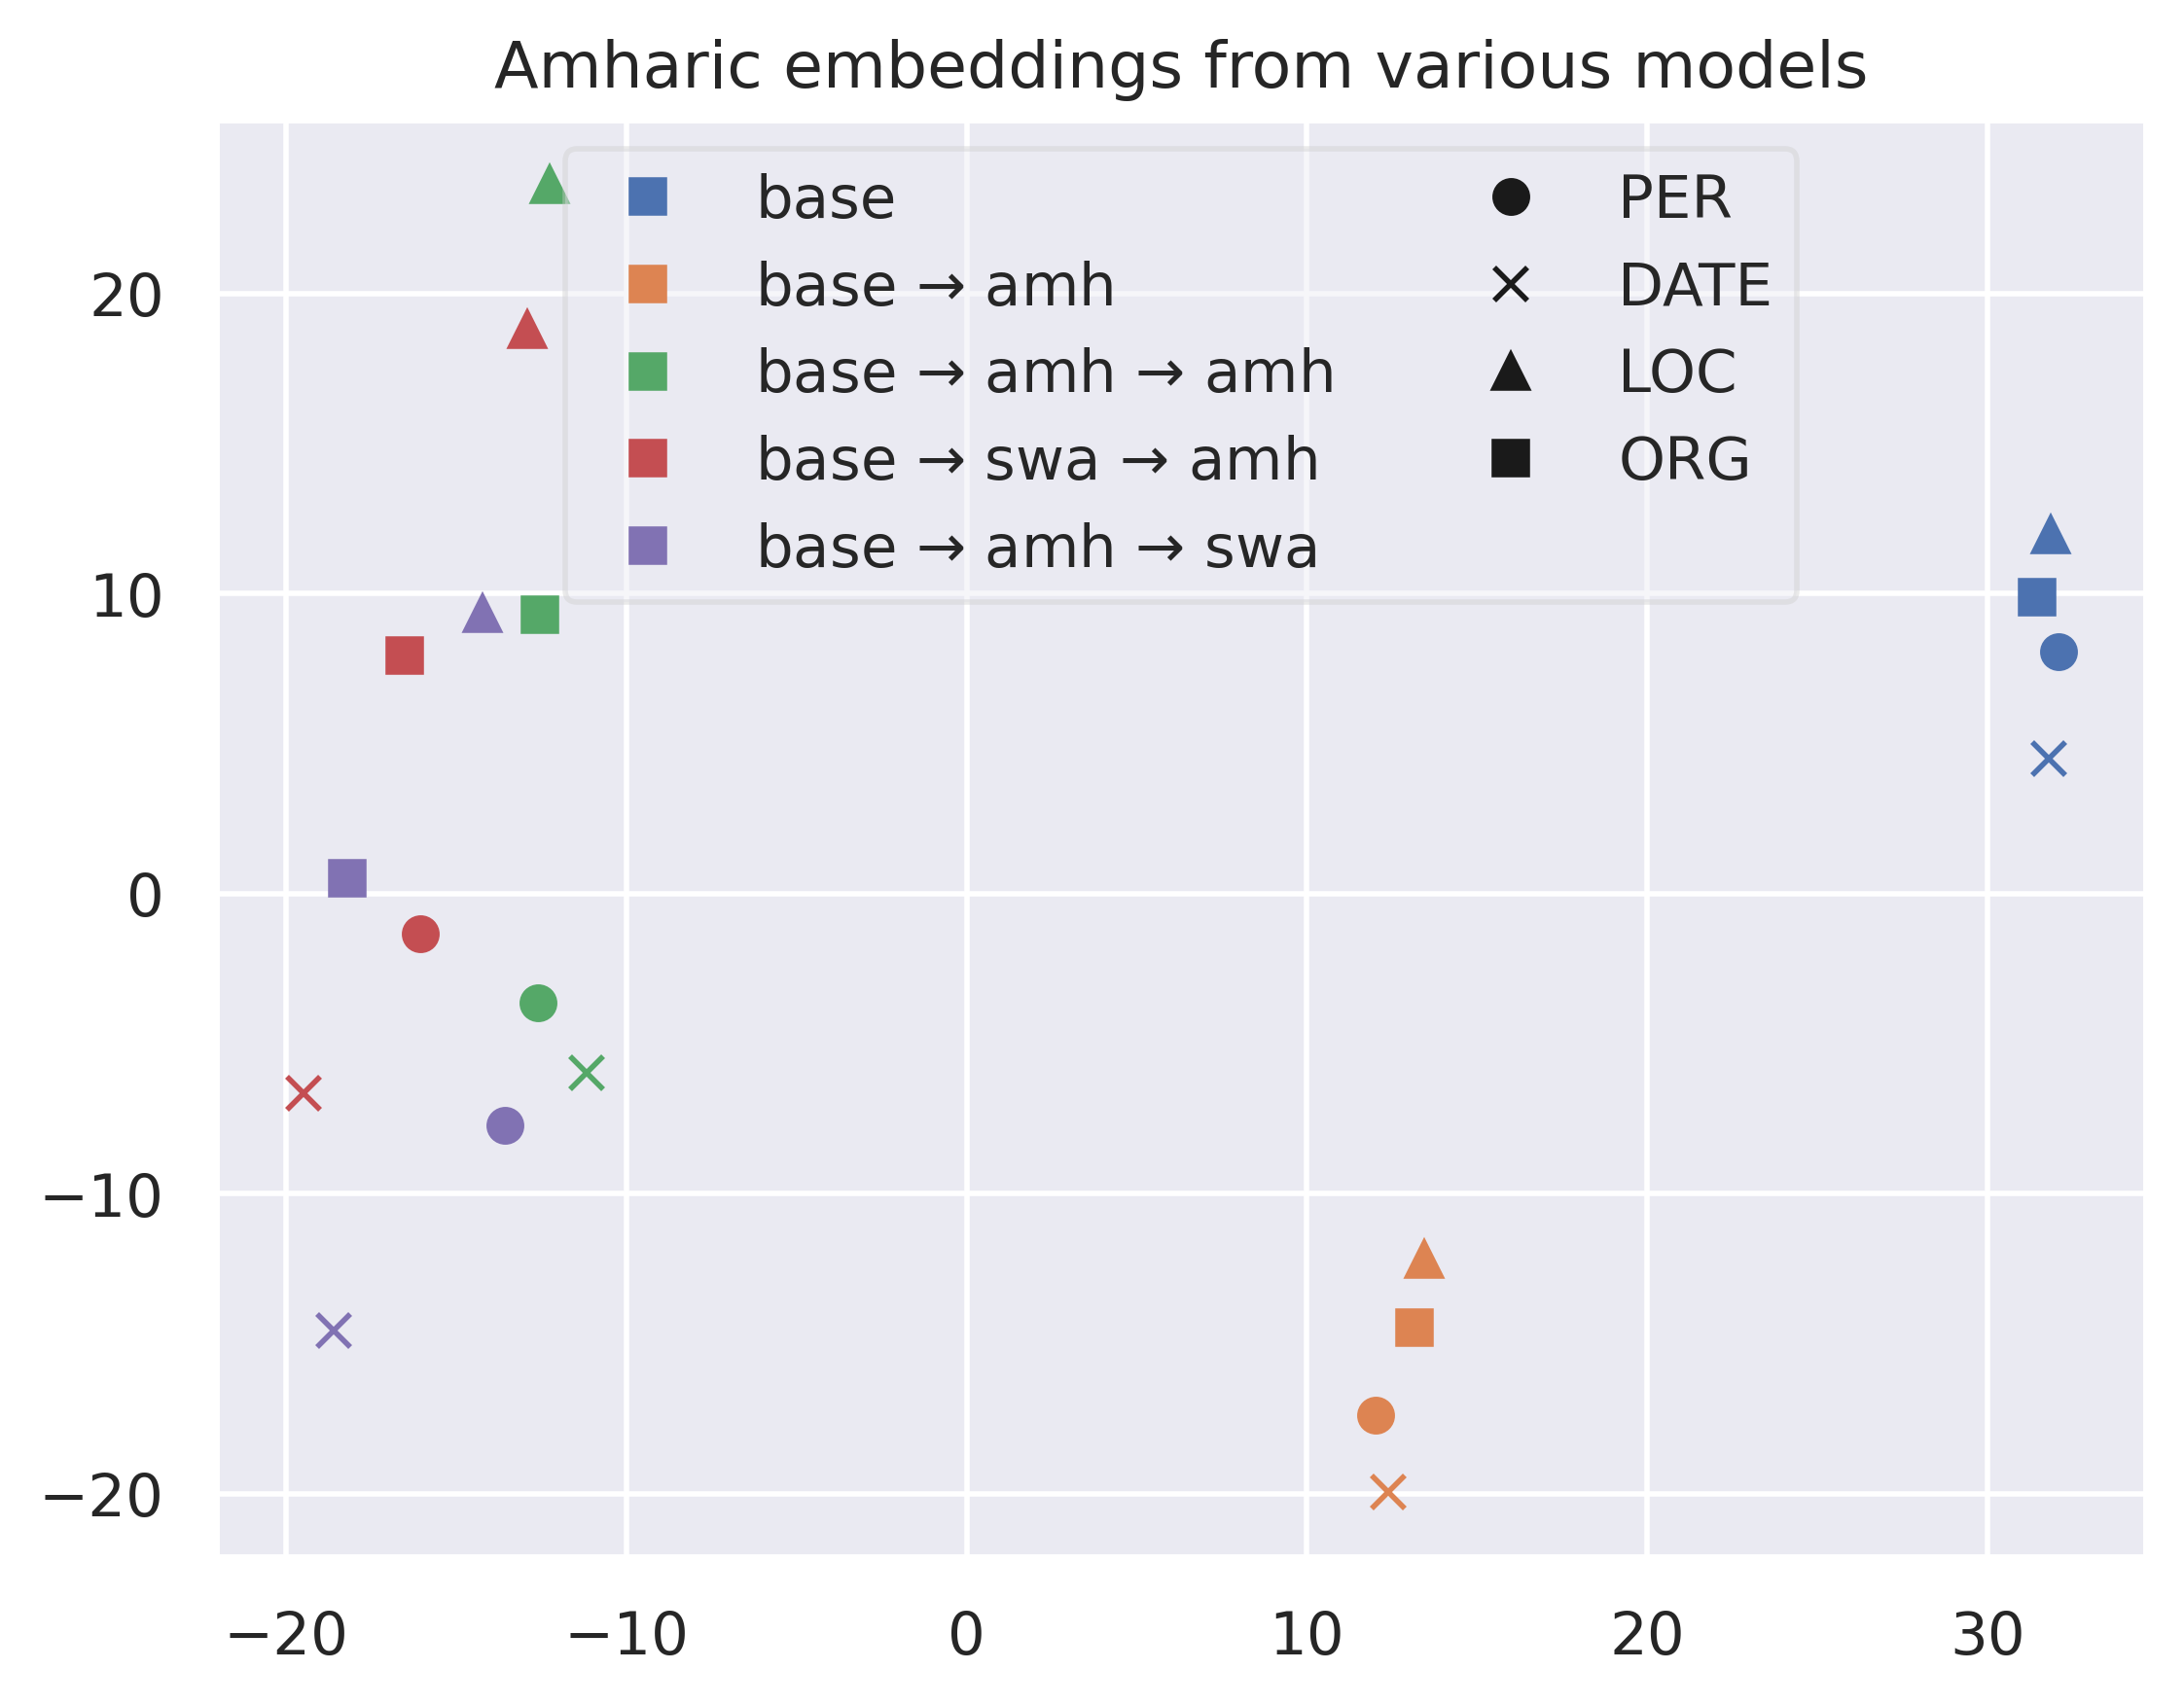 Amharic embeddings from various models
base
base → amh
base → amh → amh
base → swa → amh
base → amh → swa
PER
DATE
LOC
ORG
20
10
0
−10
−20
−20 −10 0 10 20 30